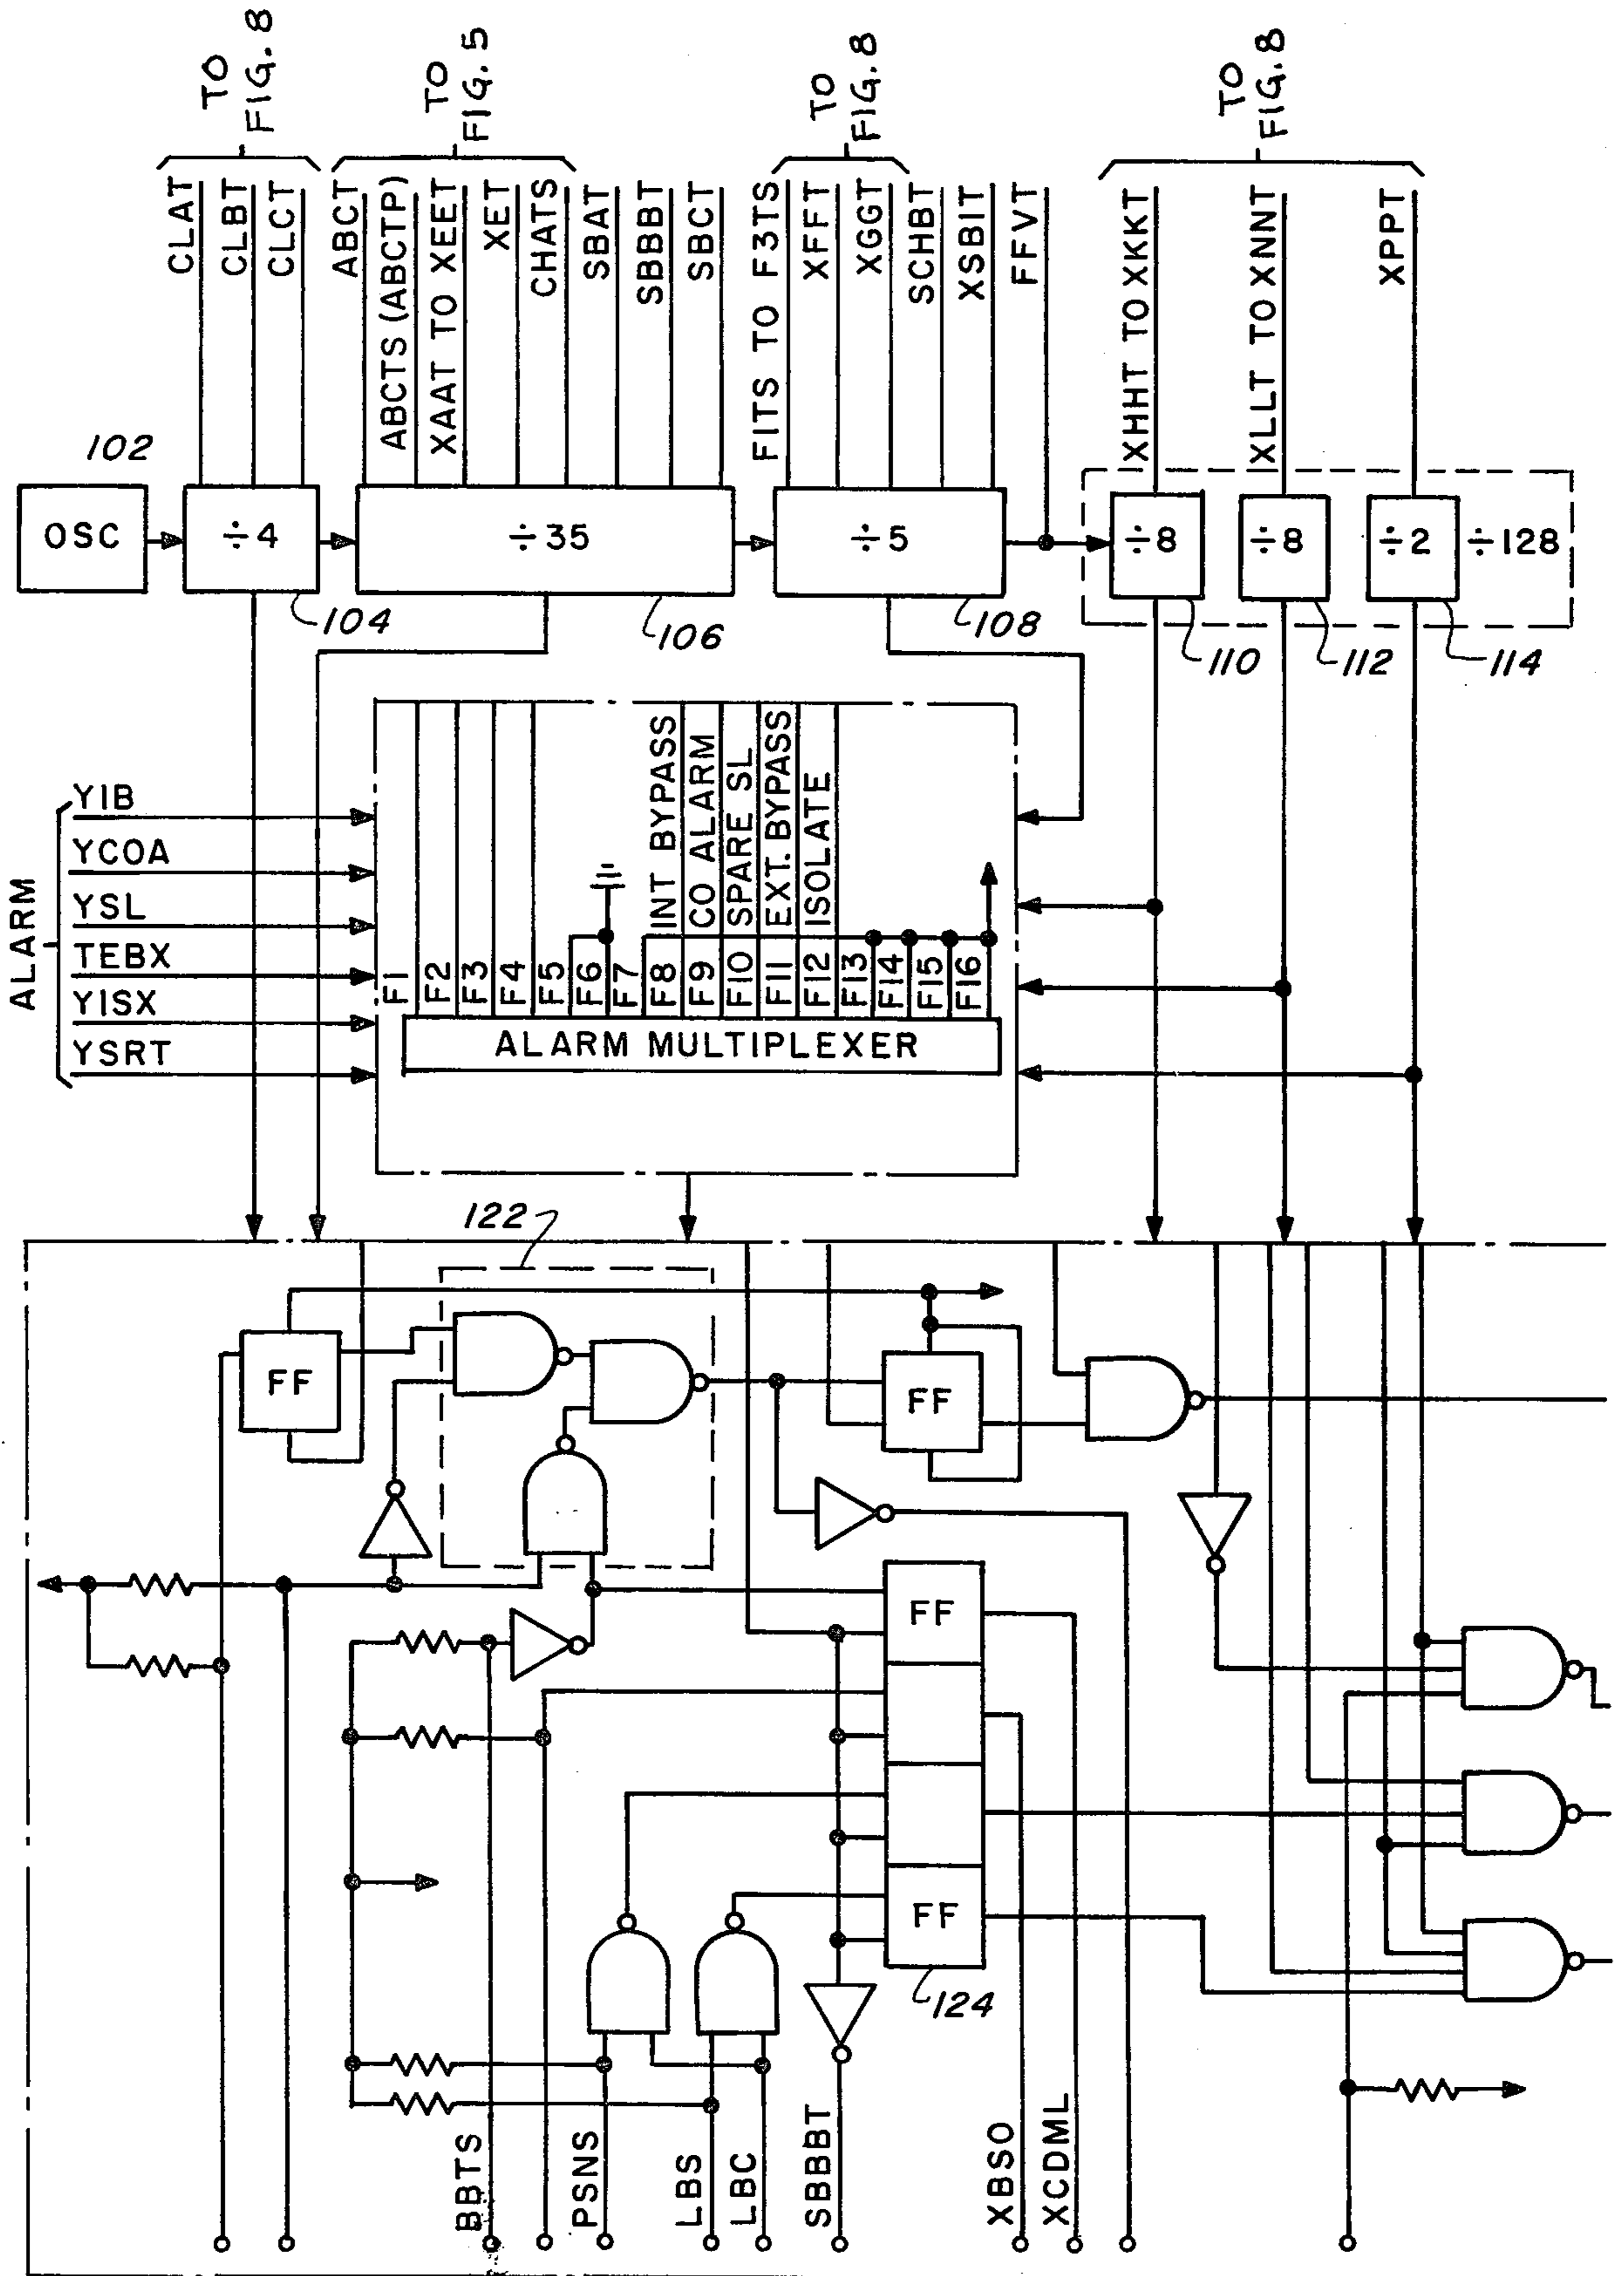 TO
FIG. 8
TO
FIG. 5
TO
FIG. 8
TO
FIG. 8
CLAT
CLBT
CLCT
ABCT
ABCTS (ABCTP)
XAAT TO XEET
XET
CHATS
SBAT
SBBBT
SBCT
FITS TO F3TS
XFFT
XGGT
SCHBT
XSBIT
FFVT
XHHT TO XKKT
XLLT TO XNNT
XPPT
102
OSC
÷4
÷35
÷5
÷8
÷8
÷2
÷128
104
106
108
110
112
114
ALARM
YIB
YCOA
YSL
TEBX
YISX
YSRT
F1
F2
F3
F4
F5
F6
F7
F8 INT BYPASS
F9 CO ALARM
F10 SPARE SL
F11 EXT. BYPASS
F12 ISOLATE
F13
F14
F15
F16
ALARM MULTIPLEXER
122
FF
FF
FF
FF
124
BBTS
PSNS
LBS
LBC
SBBBT
XBSO
XCDML